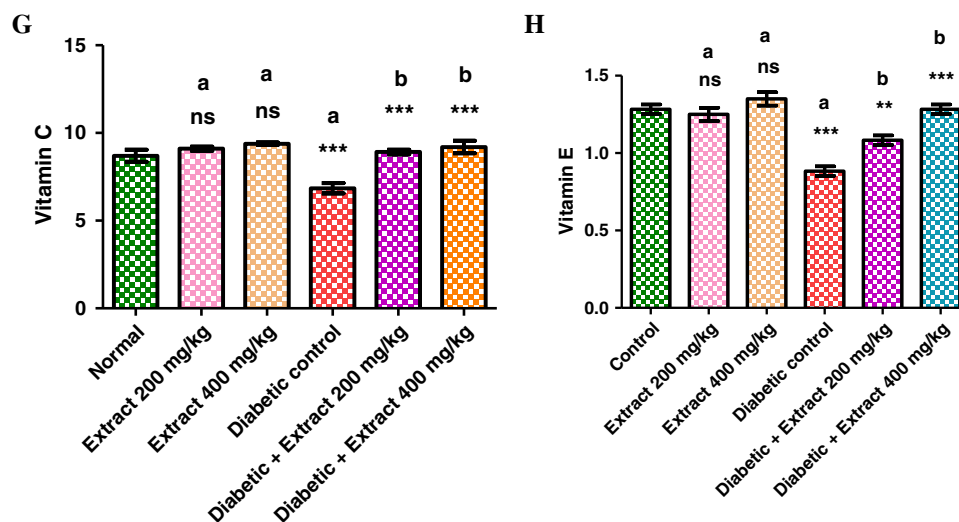 G
Vitamin C
15
10
5
0
a
ns
a
ns
a
***
b
***
b
***
Normal
Extract 200 mg/kg
Extract 400 mg/kg
Diabetic control
Diabetic + Extract 200 mg/kg
Diabetic + Extract 400 mg/kg
H
Vitamin E
1.5
1.0
0.5
0.0
a
ns
a
ns
a
***
b
**
b
***
Control
Extract 200 mg/kg
Extract 400 mg/kg
Diabetic control
Diabetic + Extract 200 mg/kg
Diabetic + Extract 400 mg/kg